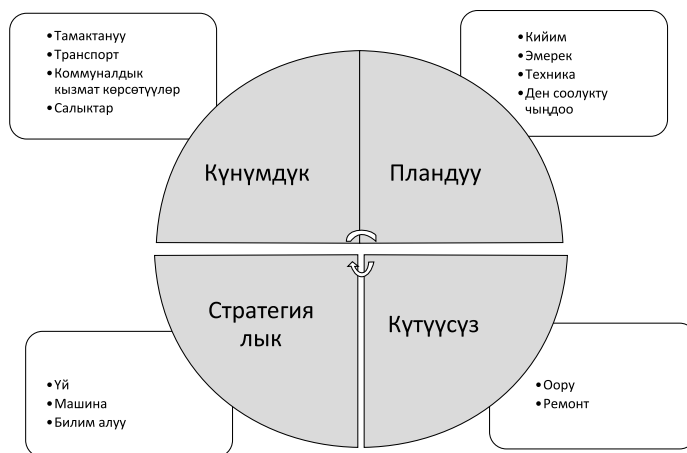 • Тамактануу
• Транспорт
• Коммуналдык
кызмат көрсөтүүлөр
• Салыктар
• Кийим
• Эмерек
• Техника
• Ден соолукту
чыңдоо
Күнүмдүк
Пландуу
Стратегия
лык
Күтүүсүз
• Үй
• Машина
• Билим алуу
• Оору
• Ремонт